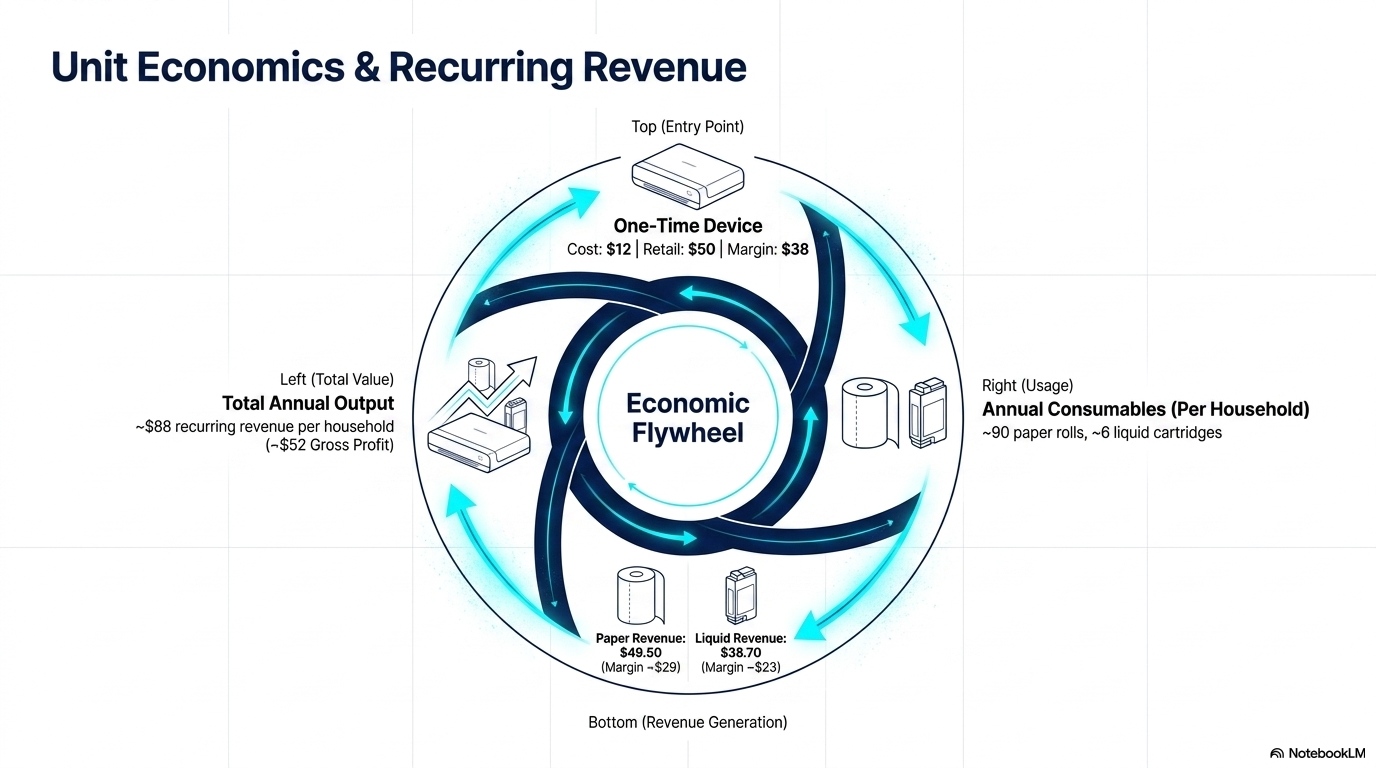 Unit Economics & Recurring Revenue
Top (Entry Point)
One-Time Device
Cost: $12 | Retail: $50 | Margin: $38
Left (Total Value)
Total Annual Output
~$88 recurring revenue per household
(~$52 Gross Profit)
Economic
Flywheel
Right (Usage)
Annual Consumables (Per Household)
~90 paper rolls, ~6 liquid cartridges
Paper Revenue:
$49.50
(Margin ~$29)
Liquid Revenue:
$38.70
(Margin ~$23)
Bottom (Revenue Generation)
NotebookLM